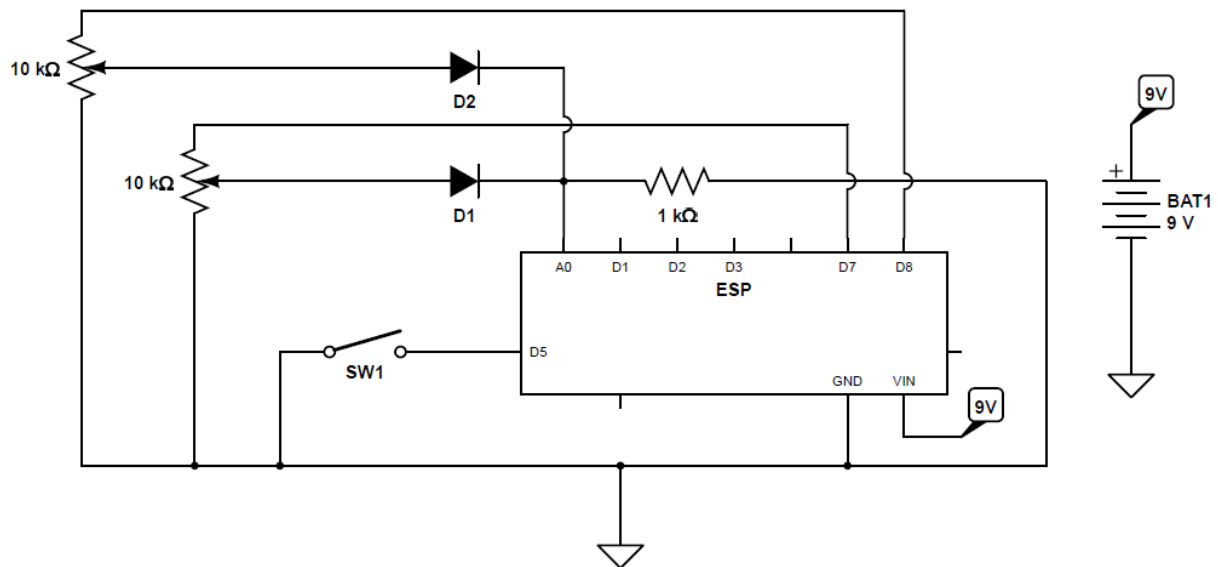 10 kΩ
D2
9V
10 kΩ
D1
1 kΩ
+
BAT1
9 V
A0 D1 D2 D3 D7 D8
ESP
D5
SW1
GND VIN
9V